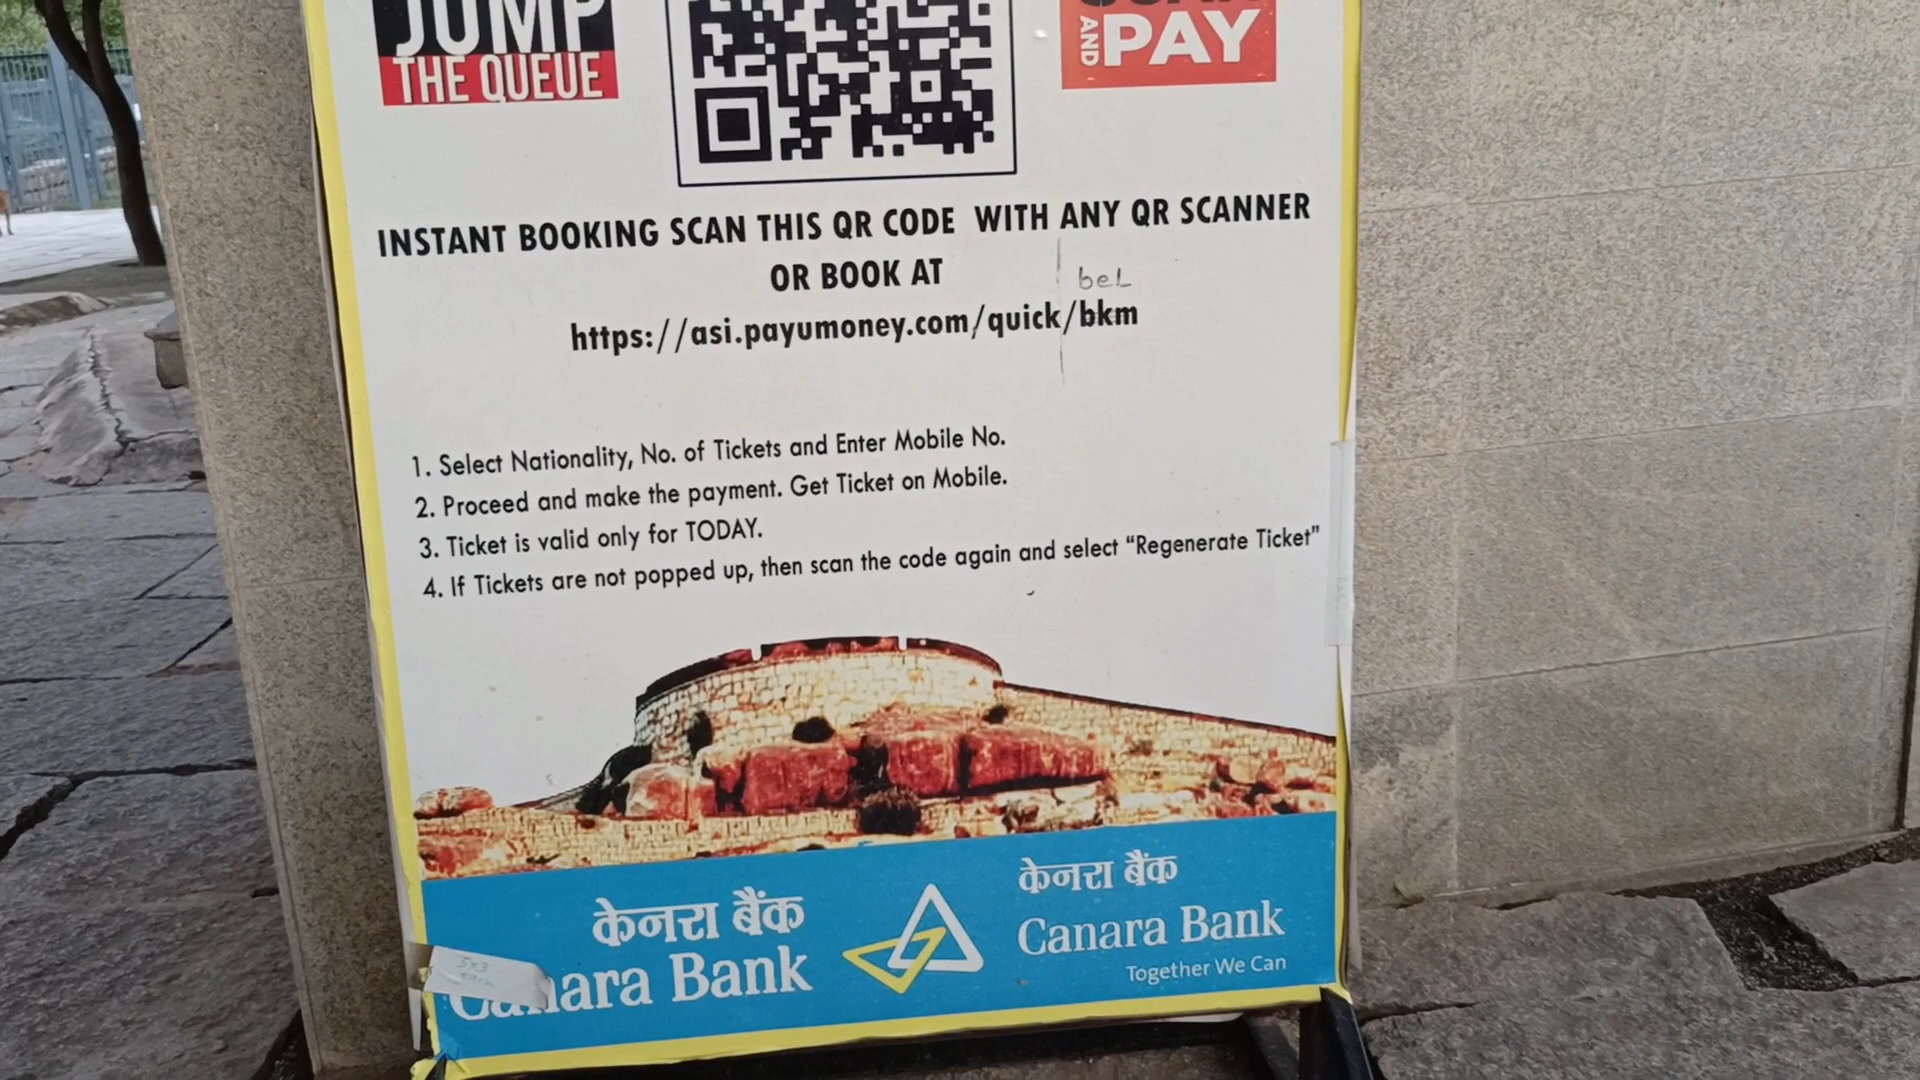 JUMP
THE QUEUE
AND PAY
INSTANT BOOKING SCAN THIS QR CODE WITH ANY QR SCANNER
OR BOOK AT
beL
https://asi.payumoney.com/quick/bkm
1. Select Nationality, No. of Tickets and Enter Mobile No.
2. Proceed and make the payment. Get Ticket on Mobile.
3. Ticket is valid only for TODAY.
4. If Tickets are not popped up, then scan the code again and select “Regenerate Ticket”
केनरा बैंक
Canara Bank
केनरा बैंक
Canara Bank
Together We Can